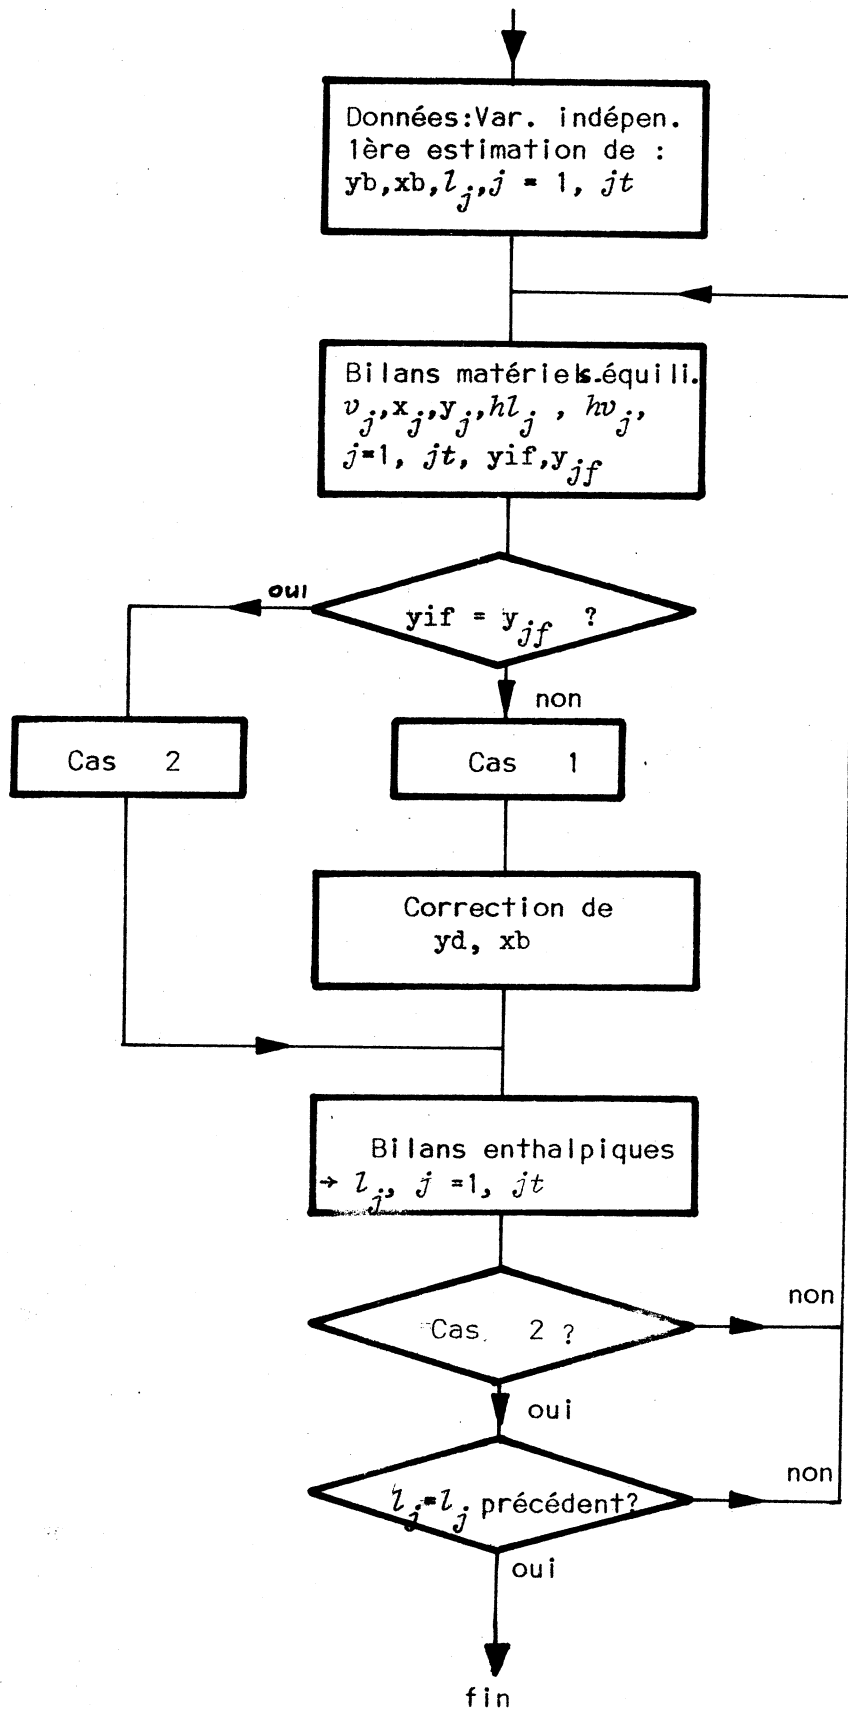 Données:Var. indépen.
1ère estimation de :
yb,xb,l_j,j = 1, jt
Bilans matériels.équili.
v_j,x_j,y_j,hl_j , hv_j,
j=1, jt, yif,y_jf
oui
yif = y_jf ?
non
Cas 2
Cas 1
Correction de
yd, xb
Bilans enthalpiques
→ l_j, j =1, jt
non
Cas 2 ?
oui
non
l_j=l_j précédent?
oui
fin